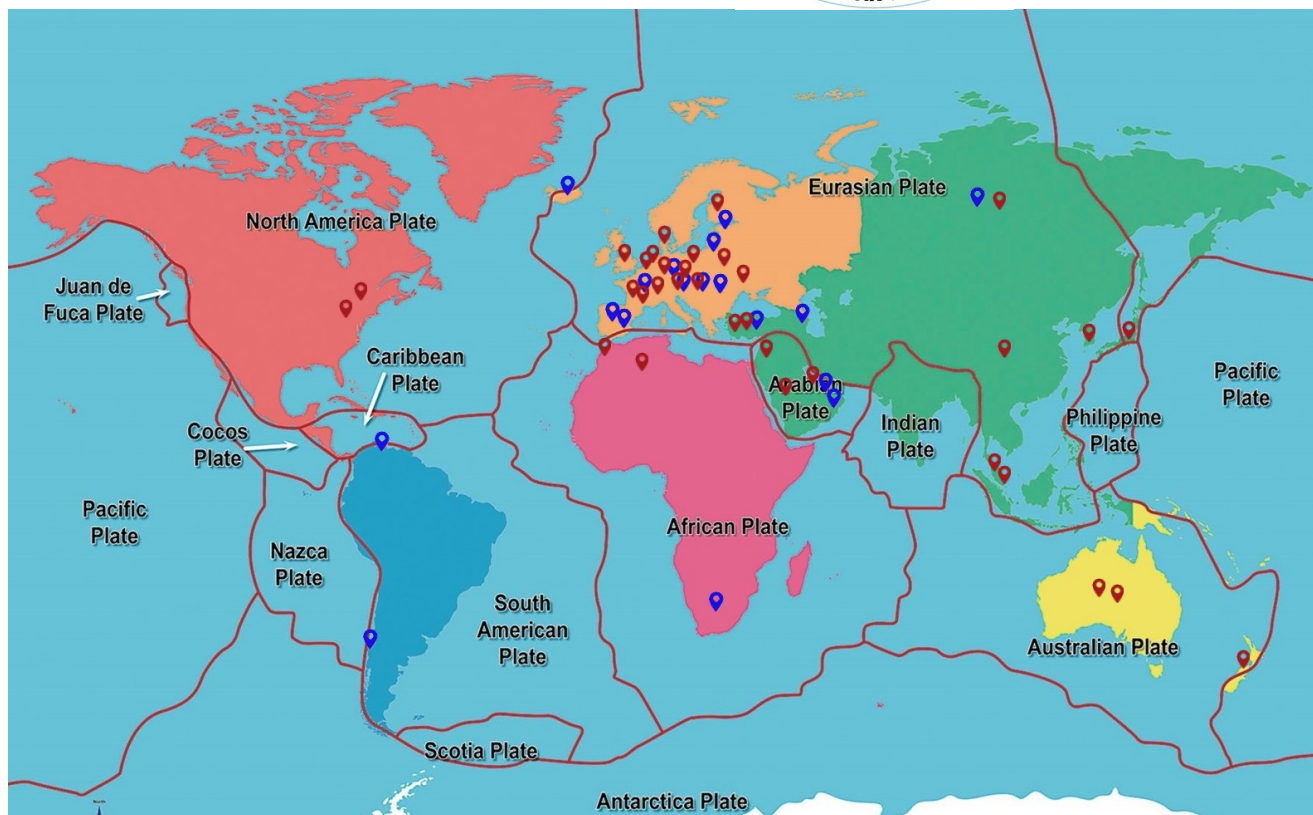 Eurasian Plate
North America Plate
Juan de
Fuca Plate
Caribbean
Plate
Cocos
Plate
Arabian
Plate
Indian
Plate
Philippine
Plate
Pacific
Plate
Pacific
Plate
Nazca
Plate
African Plate
South
American
Plate
Australian Plate
Scotia Plate
Antarctica Plate